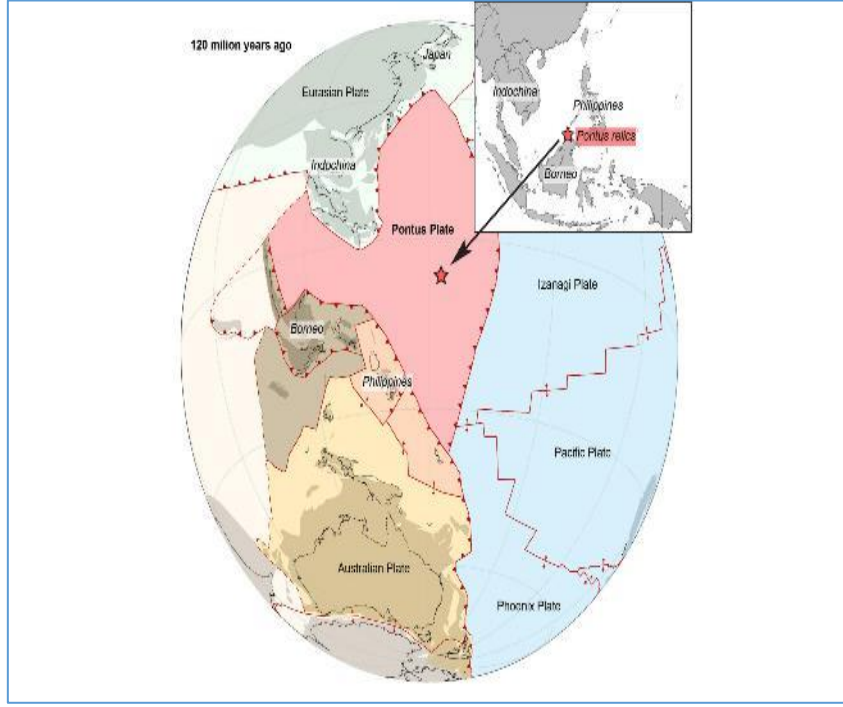 120 milion years ago
Japan
Eurasian Plate
Indochina
Indochina
Philippines
Pontus relics
Borneo
Pontus Plate
Izanagi Plate
Borneo
Philippines
Pacific Plate
Australian Plate
Phoenix Plate